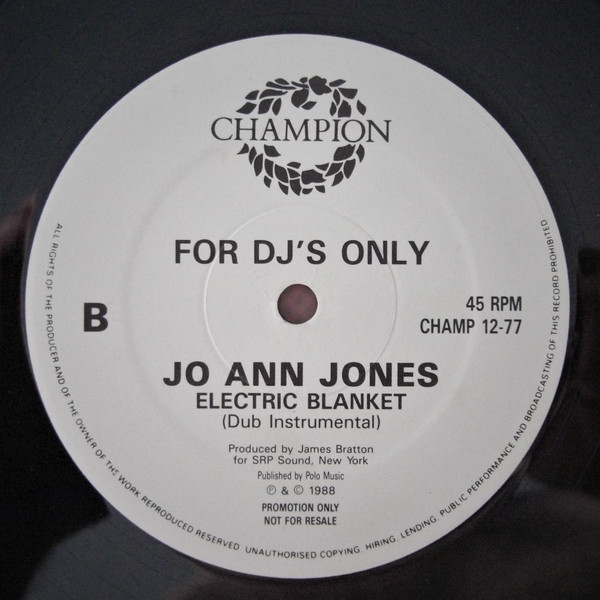 CHAMPION
FOR DJ'S ONLY
B
45 RPM
CHAMP 12-77
JO ANN JONES
ELECTRIC BLANKET
(Dub Instrumental)
Produced by James Bratton
for SRP Sound, New York
Published by Polo Music
℗ & © 1988
PROMOTION ONLY
NOT FOR RESALE
ALL RIGHTS OF THE PRODUCER AND OF THE OWNER OF THE WORK REPRODUCED RESERVED. UNAUTHORISED COPYING, HIRING, LENDING, PUBLIC PERFORMANCE AND BROADCASTING OF THIS RECORD PROHIBITED